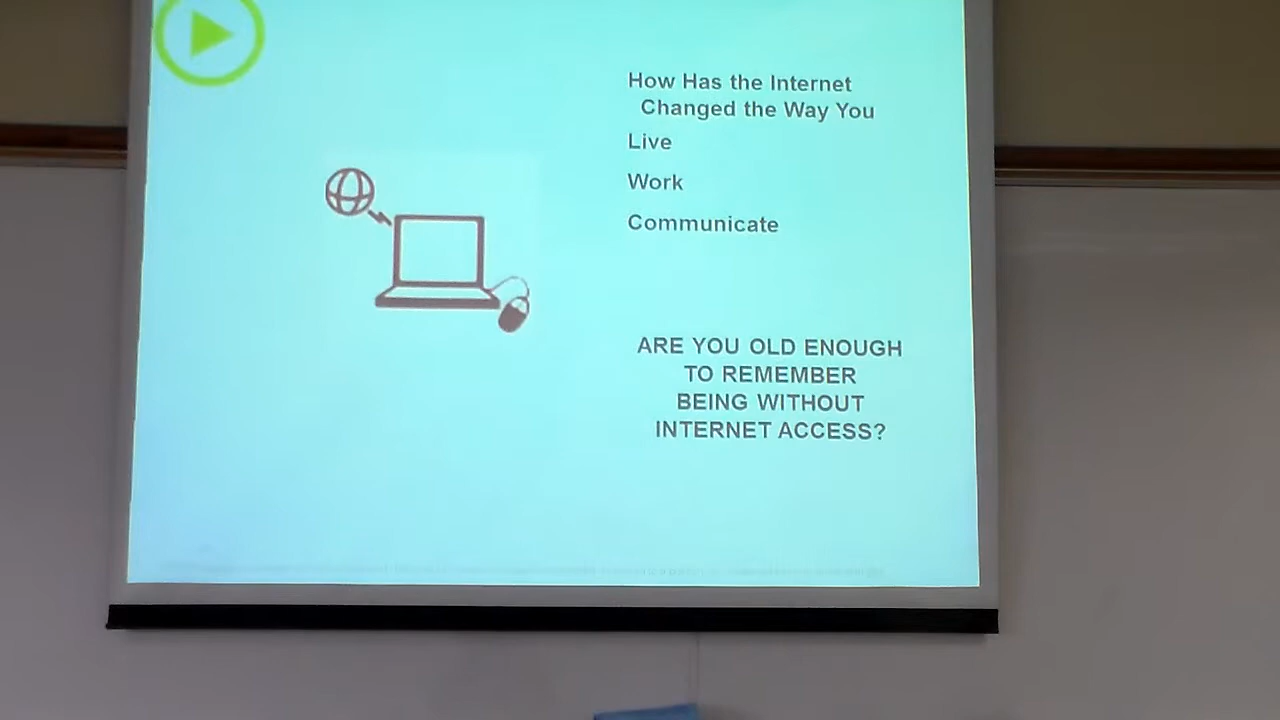 How Has the Internet
Changed the Way You
Live
Work
Communicate
ARE YOU OLD ENOUGH
TO REMEMBER
BEING WITHOUT
INTERNET ACCESS?